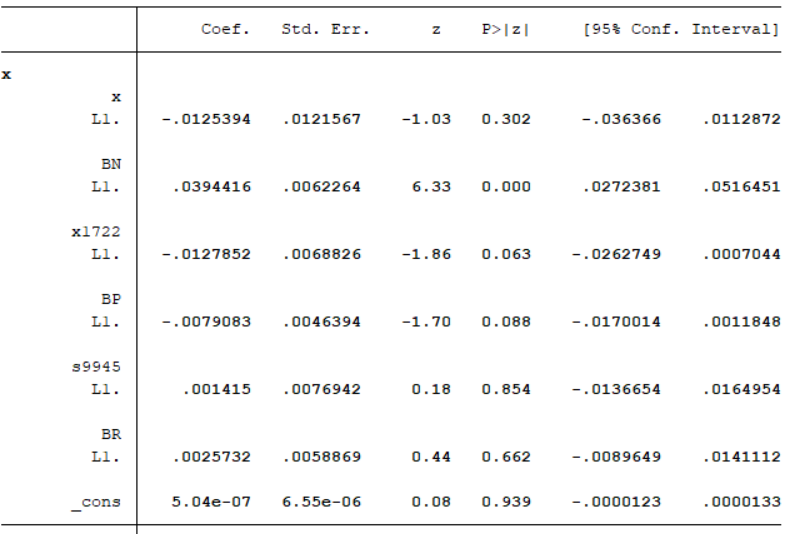 Coef. Std. Err. z P>|z| [95% Conf. Interval]
x
x
L1. -.0125394 .0121567 -1.03 0.302 -.036366 .0112872
BN
L1. .0394416 .0062264 6.33 0.000 .0272381 .0516451
x1722
L1. -.0127852 .0068826 -1.86 0.063 -.0262749 .0007044
BP
L1. -.0079083 .0046394 -1.70 0.088 -.0170014 .0011848
s9945
L1. .001415 .0076942 0.18 0.854 -.0136654 .0164954
BR
L1. .0025732 .0058869 0.44 0.662 -.0089649 .0141112
_cons 5.04e-07 6.55e-06 0.08 0.939 -.0000123 .0000133